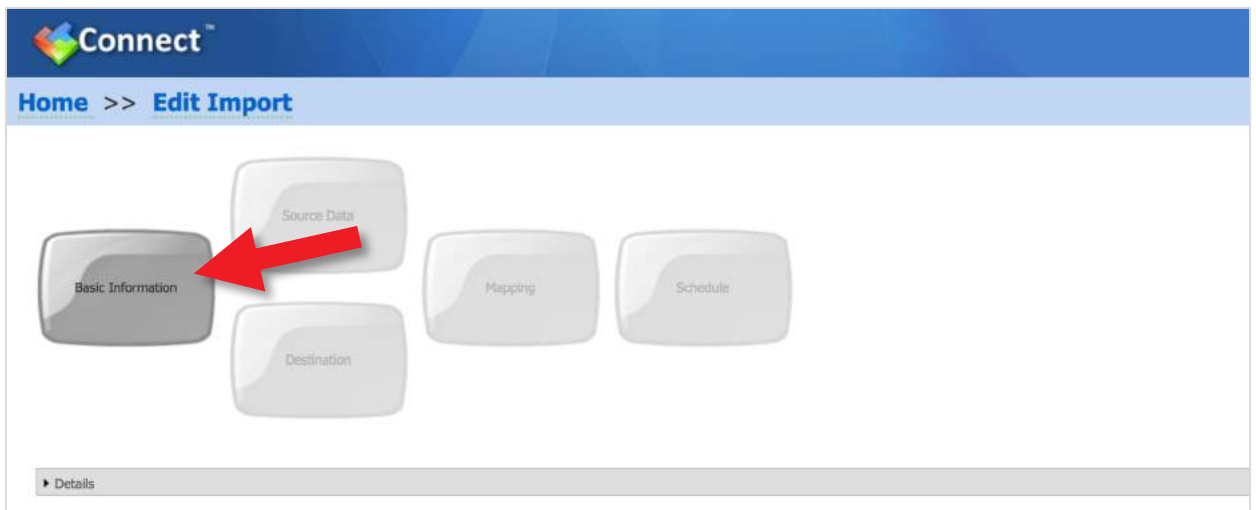 Connect™
Home >> Edit Import
Source Data
Basic Information
Mapping
Schedule
Destination
Details